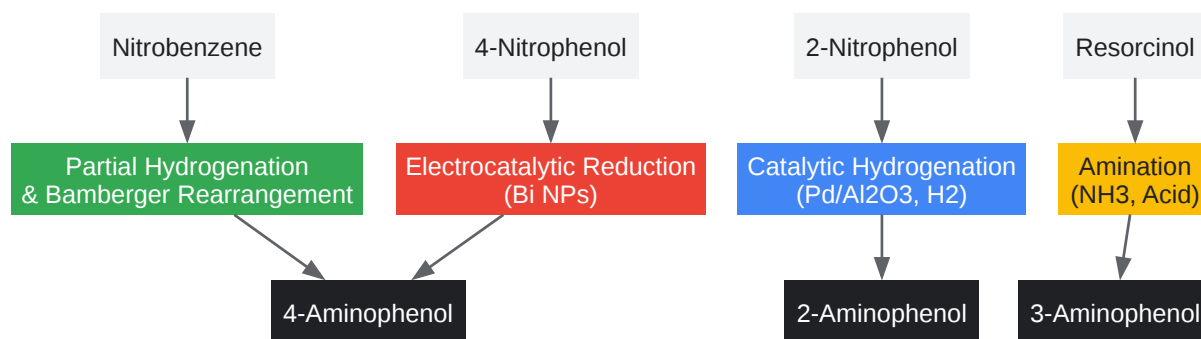 Nitrobenzene
4-Nitrophenol
2-Nitrophenol
Resorcinol
Partial Hydrogenation
& Bamberger Rearrangement
Electrocatalytic Reduction
(Bi NPs)
Catalytic Hydrogenation
(Pd/Al2O3, H2)
Amination
(NH3, Acid)
4-Aminophenol
2-Aminophenol
3-Aminophenol